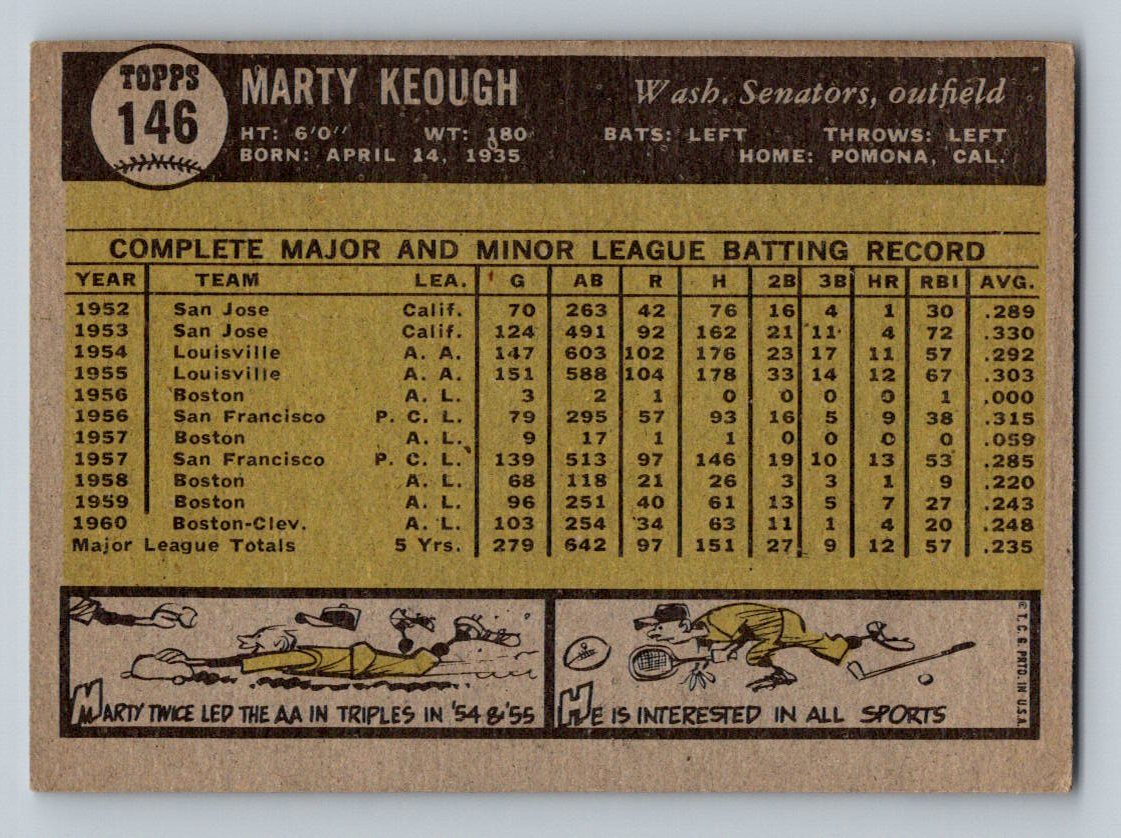 TOPPS
146
MARTY KEOUGH Wash. Senators, outfield
HT: 6'0" WT: 180 BATS: LEFT THROWS: LEFT
BORN: APRIL 14, 1935 HOME: POMONA, CAL.
COMPLETE MAJOR AND MINOR LEAGUE BATTING RECORD
YEAR TEAM LEA. G AB R H 2B 3B HR RBI AVG.
1952 San Jose Calif. 70 263 42 76 16 4 1 30 .289
1953 San Jose Calif. 124 491 92 162 21 11 4 72 .330
1954 Louisville A. A. 147 603 102 176 23 17 11 57 .292
1955 Louisville A. A. 151 588 104 178 33 14 12 67 .303
1956 Boston A. L. 3 2 1 0 0 0 0 1 .000
1956 San Francisco P. C. L. 79 295 57 93 16 5 9 38 .315
1957 Boston A. L. 9 17 1 1 0 0 0 0 .059
1957 San Francisco P. C. L. 139 513 97 146 19 10 13 53 .285
1958 Boston A. L. 68 118 21 26 3 3 1 9 .220
1959 Boston A. L. 96 251 40 61 13 5 7 27 .243
1960 Boston-Clev. A. L. 103 254 34 63 11 1 4 20 .248
Major League Totals 5 Yrs. 279 642 97 151 27 9 12 57 .235
MARTY TWICE LED THE AA IN TRIPLES IN '54 & '55
HE IS INTERESTED IN ALL SPORTS
© T. C. G. PRTD. IN U.S.A.